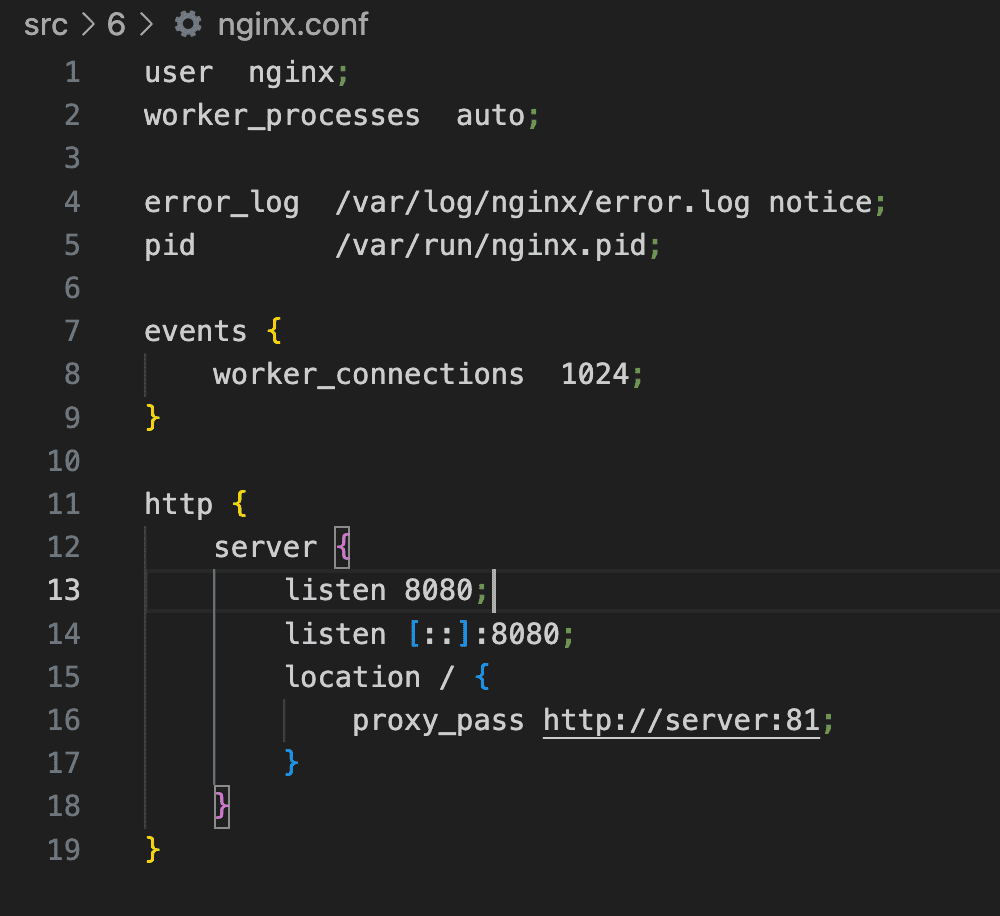 src > 6 > nginx.conf
1 user  nginx;
2 worker_processes  auto;
3
4 error_log  /var/log/nginx/error.log notice;
5 pid        /var/run/nginx.pid;
6
7 events {
8     worker_connections  1024;
9 }
10
11 http {
12     server {
13         listen 8080;
14         listen [::]:8080;
15         location / {
16             proxy_pass http://server:81;
17         }
18     }
19 }